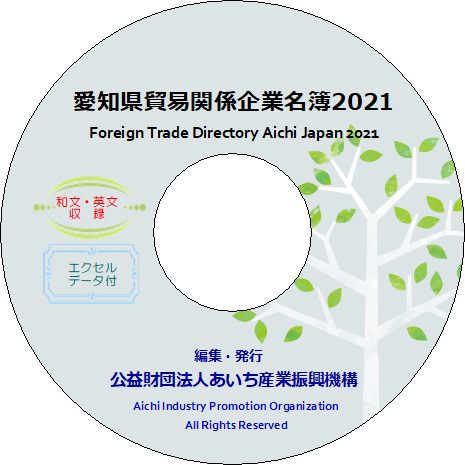 愛知県貿易関係企業名簿2021
Foreign Trade Directory Aichi Japan 2021
和文・英文
収　録
エクセル
データ付
編集・発行
公益財団法人あいち産業振興機構
Aichi Industry Promotion Organization
All Rights Reserved